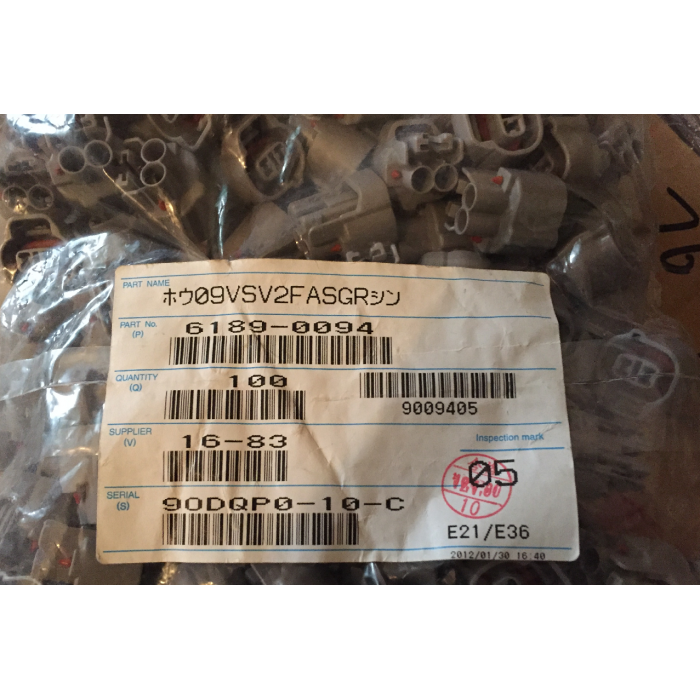 PART NAME
ホウ09VSV2FASGRシン
PART No.
(P)
6189-0094
QUANTITY
(Q)
100
9009405
SUPPLIER
(V)
16-83
Inspection mark
05
10
SERIAL
(S)
90DQP0-10-C
E21/E36
2012/01/30 16:40